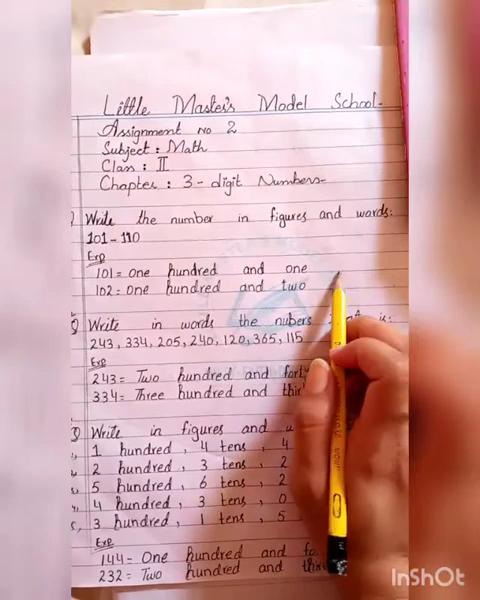 Little Master's Model School-
Assignment No 2
Subject: Math
Class: II
Chapter: 3-digit Numbers-
Write the number in figures and words:
101-110
Exp
101 = one hundred and one
102 = one hundred and two
Write in words the nubers
243, 334, 205, 240, 120, 365, 115
Exp
243 = Two hundred and
334 = Three hundred and
Write in figures and
1 hundred, 4 tens, 4
2 hundred, 3 tens, 2
5 hundred, 6 tens, 2
4 hundred, 3 tens, 0
3 hundred, 1 tens, 5
Exp
144 = One hundred and
232 = Two hundred and
InShOt